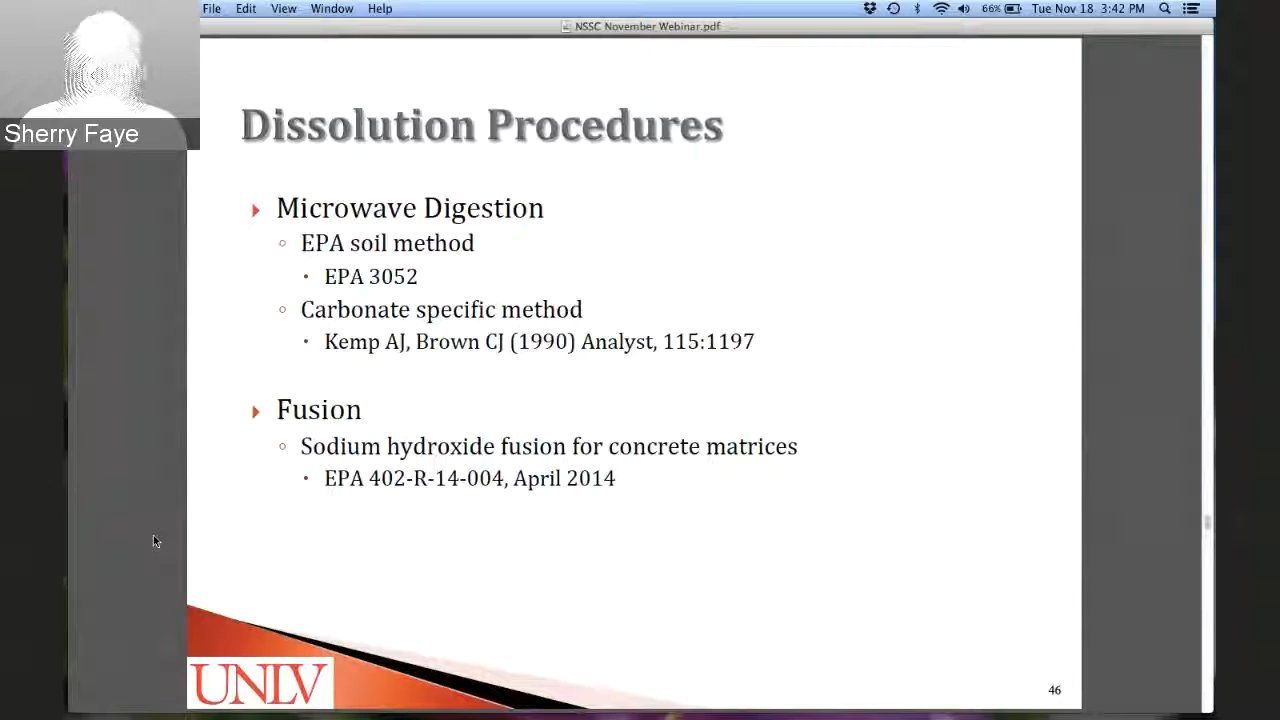 File Edit View Window Help
66% Tue Nov 18 3:42 PM
NSSC November Webinar.pdf
Sherry Faye
Dissolution Procedures
Microwave Digestion
EPA soil method
EPA 3052
Carbonate specific method
Kemp AJ, Brown CJ (1990) Analyst, 115:1197
Fusion
Sodium hydroxide fusion for concrete matrices
EPA 402-R-14-004, April 2014
UNLV
46